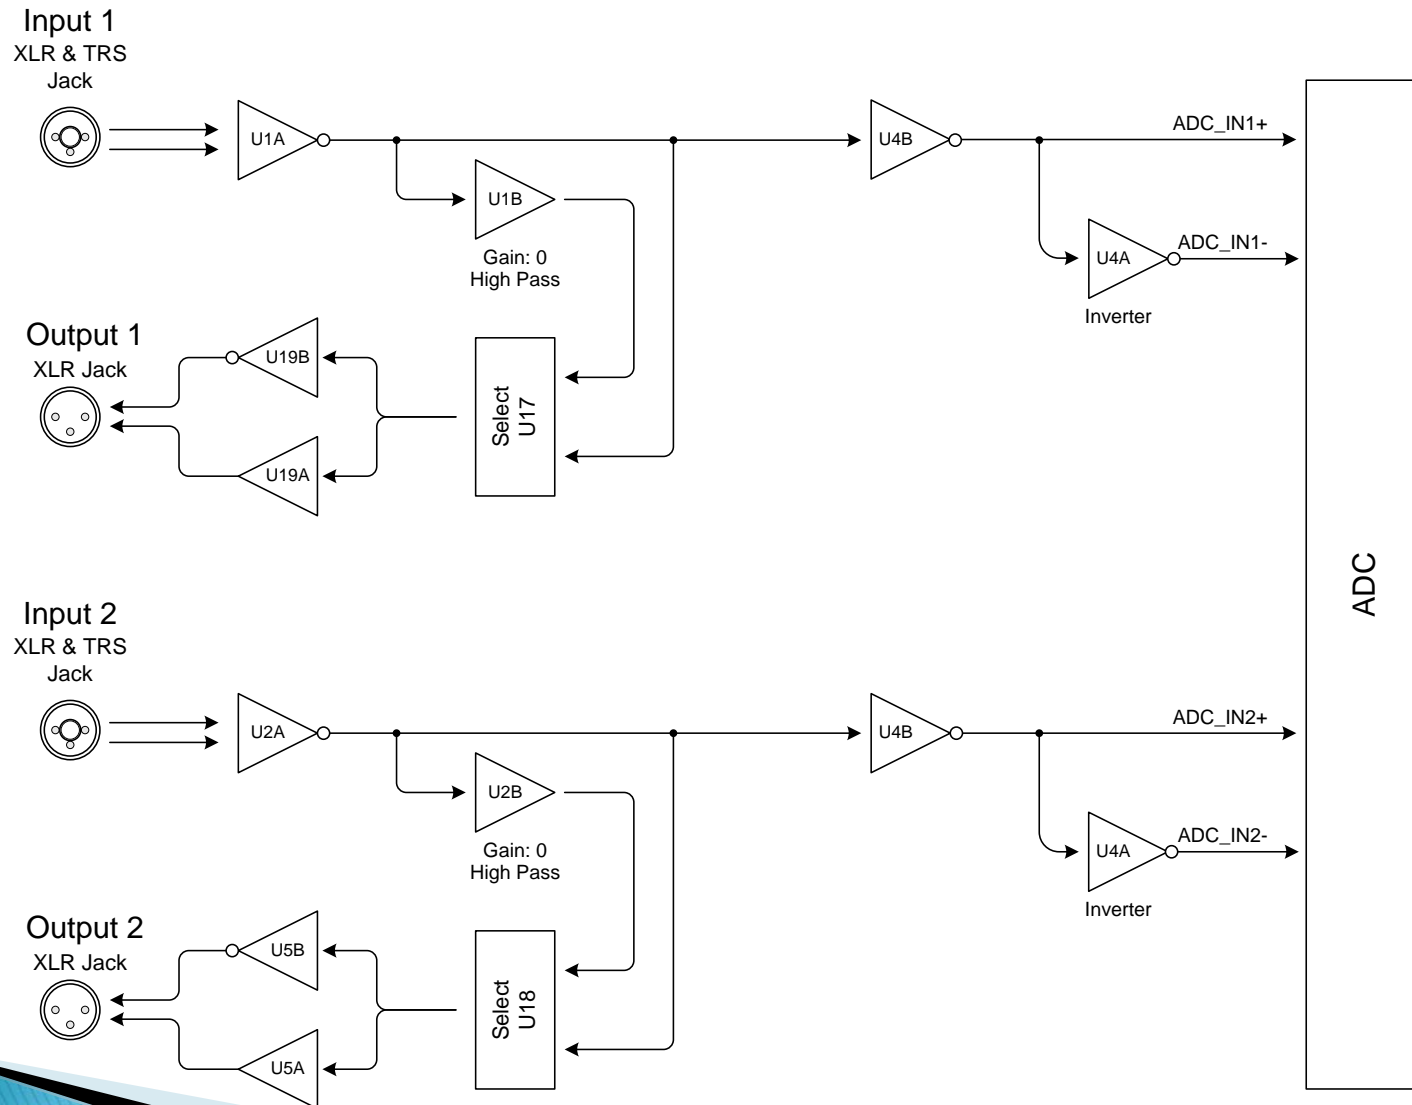 Input 1
XLR & TRS
Jack
U1A
U4B
ADC_IN1+
U1B
Gain: 0
High Pass
U4A
ADC_IN1-
Inverter
Output 1
XLR Jack
U19B
U19A
Select
U17
ADC
Input 2
XLR & TRS
Jack
U2A
U4B
ADC_IN2+
U2B
Gain: 0
High Pass
U4A
ADC_IN2-
Inverter
Output 2
XLR Jack
U5B
U5A
Select
U18